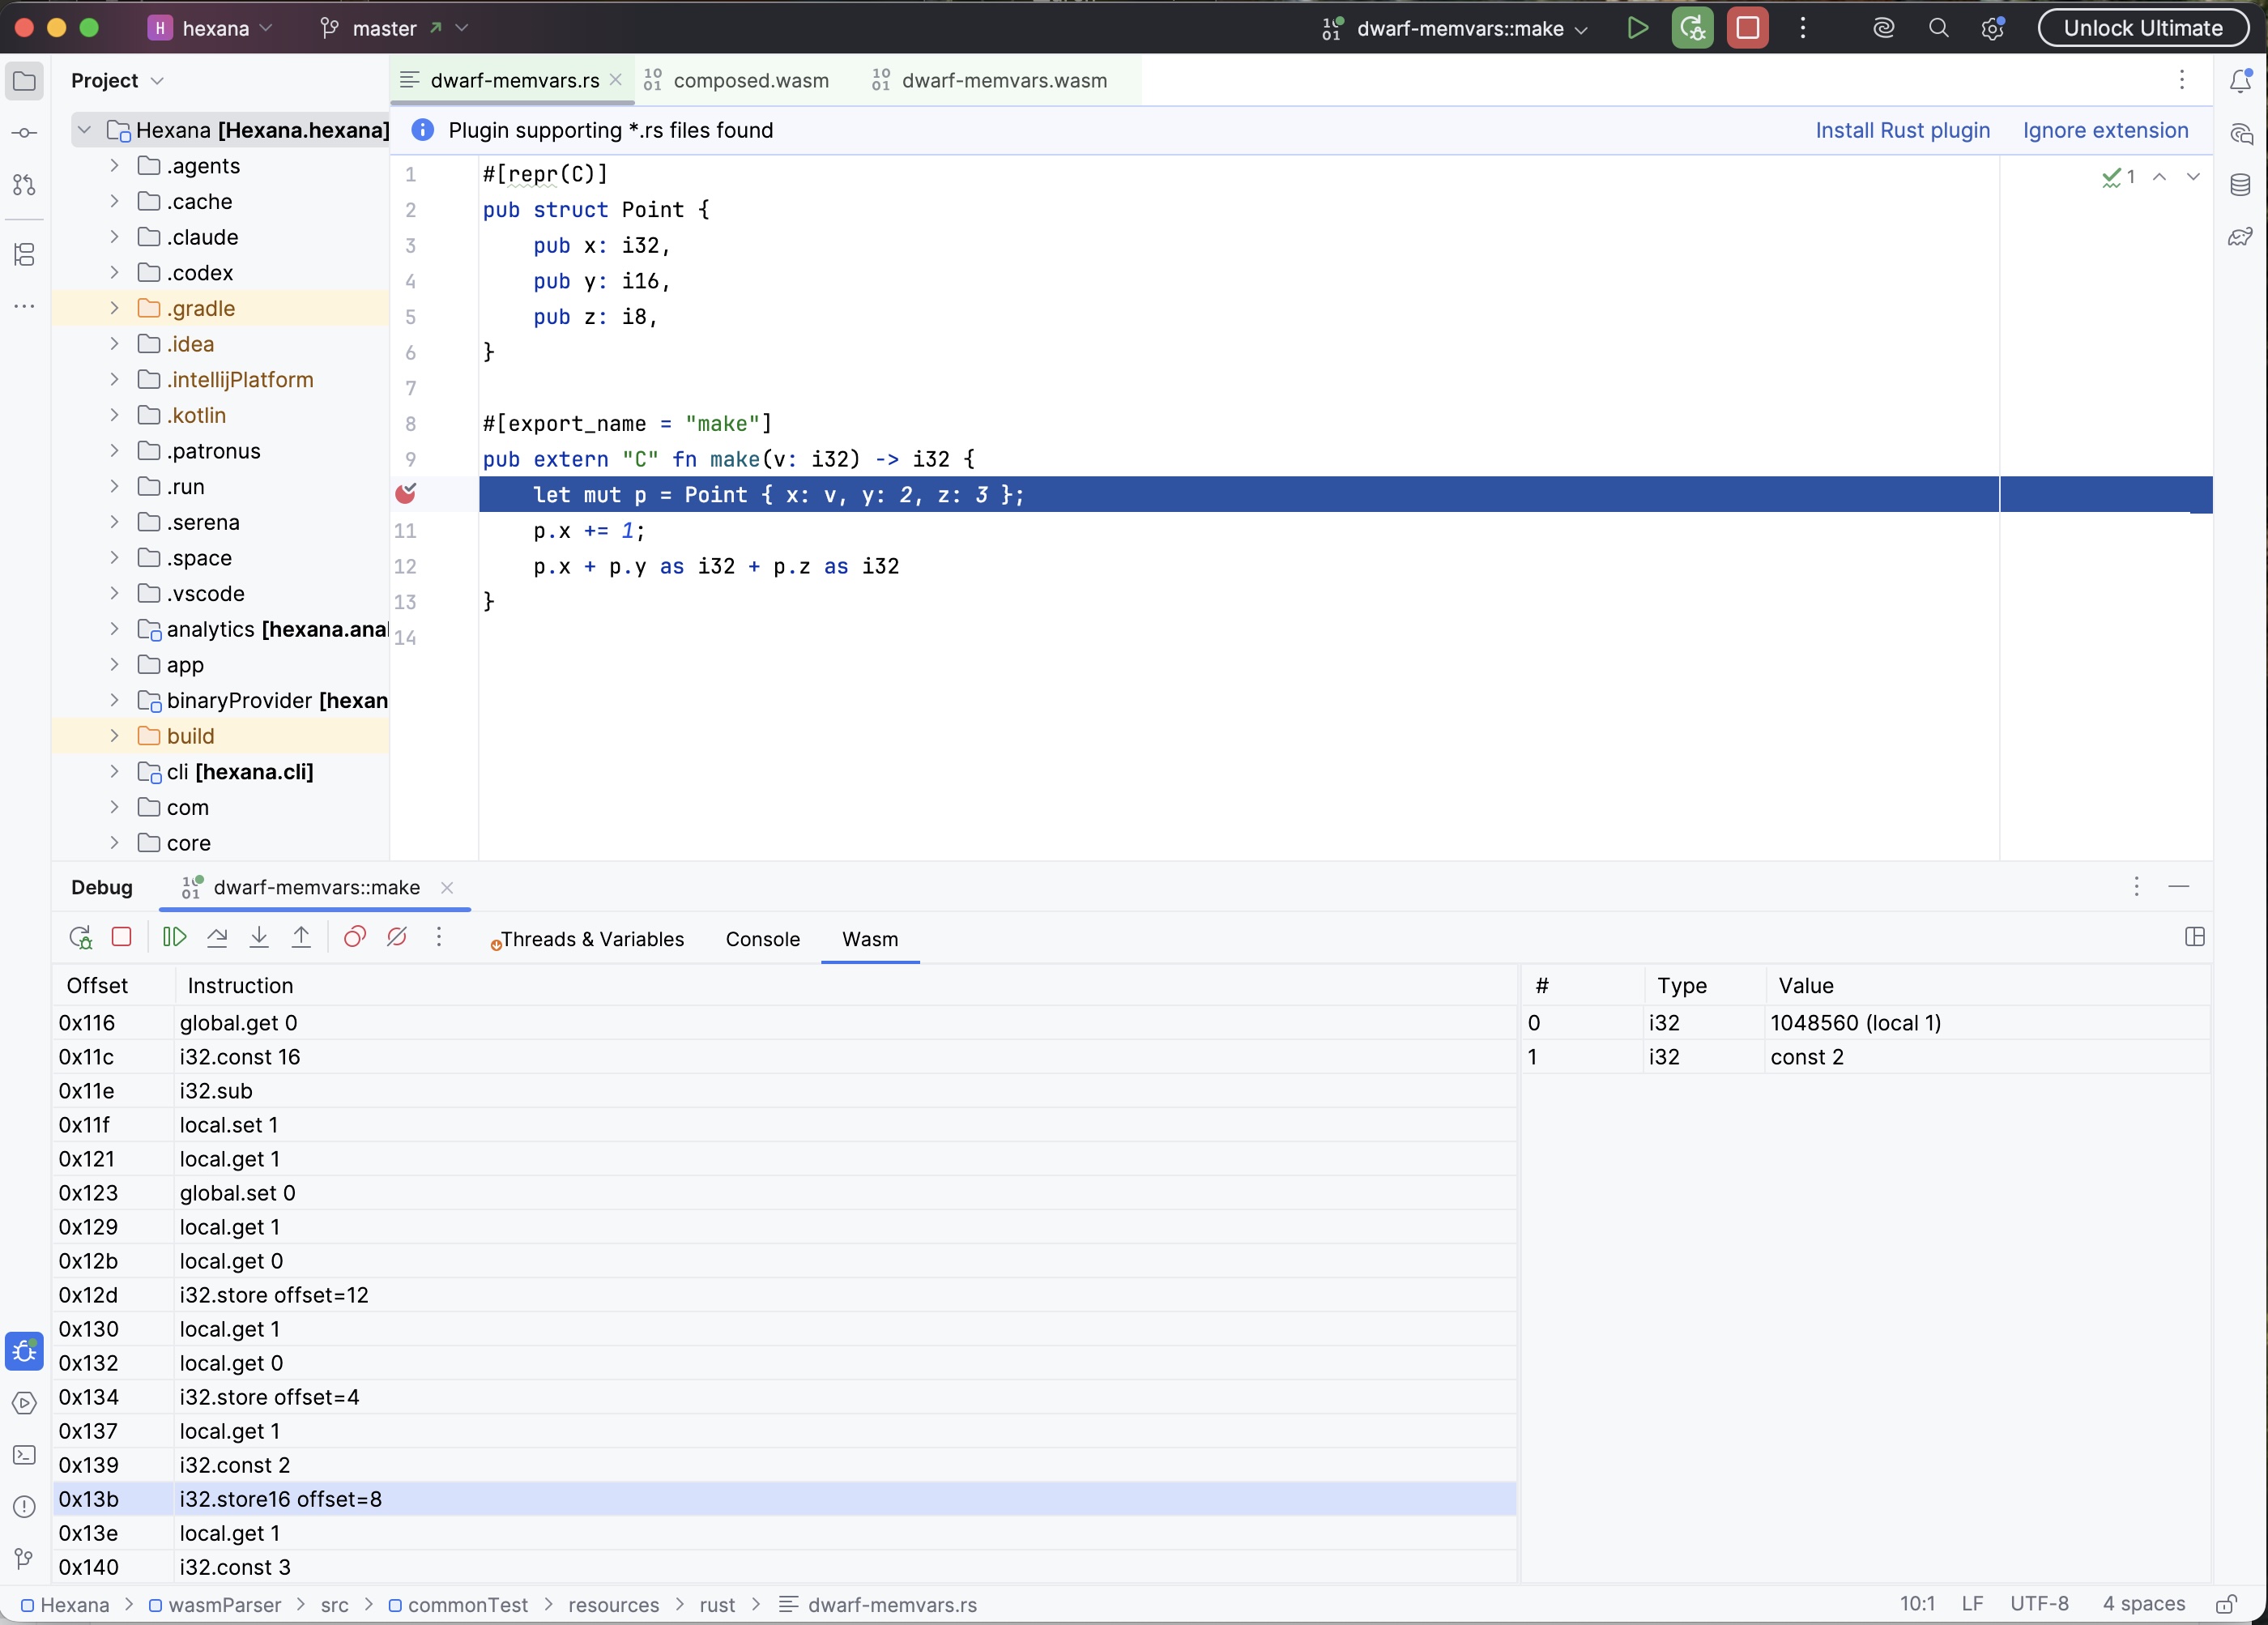 H hexana master dwarf-memvars::make Unlock Ultimate
Project
dwarf-memvars.rs composed.wasm dwarf-memvars.wasm
Plugin supporting *.rs files found Install Rust plugin Ignore extension
Hexana [Hexana.hexana]
.agents
.cache
.claude
.codex
.gradle
.idea
.intellijPlatform
.kotlin
.patronus
.run
.serena
.space
.vscode
analytics [hexana.anal
app
binaryProvider [hexan
build
cli [hexana.cli]
com
core
1 #[repr(C)]
2 pub struct Point {
3 pub x: i32,
4 pub y: i16,
5 pub z: i8,
6 }
7
8 #[export_name = "make"]
9 pub extern "C" fn make(v: i32) -> i32 {
let mut p = Point { x: v, y: 2, z: 3 };
11 p.x += 1;
12 p.x + p.y as i32 + p.z as i32
13 }
14
1
Debug dwarf-memvars::make
Threads & Variables Console Wasm
Offset Instruction
0x116 global.get 0
0x11c i32.const 16
0x11e i32.sub
0x11f local.set 1
0x121 local.get 1
0x123 global.set 0
0x129 local.get 1
0x12b local.get 0
0x12d i32.store offset=12
0x130 local.get 1
0x132 local.get 0
0x134 i32.store offset=4
0x137 local.get 1
0x139 i32.const 2
0x13b i32.store16 offset=8
0x13e local.get 1
0x140 i32.const 3
# Type Value
0 i32 1048560 (local 1)
1 i32 const 2
Hexana wasmParser src commonTest resources rust dwarf-memvars.rs 10:1 LF UTF-8 4 spaces